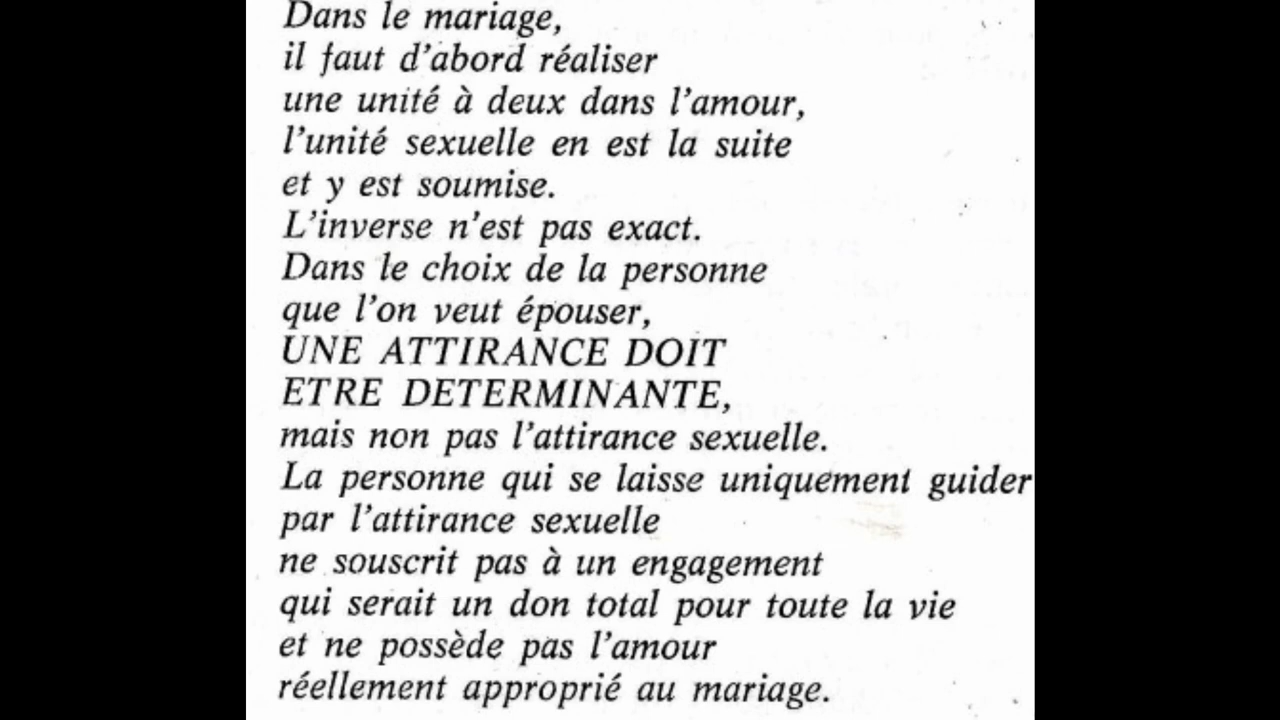 Dans le mariage,
il faut d'abord réaliser
une unité à deux dans l'amour,
l'unité sexuelle en est la suite
et y est soumise.
L'inverse n'est pas exact.
Dans le choix de la personne
que l'on veut épouser,
UNE ATTIRANCE DOIT
ETRE DETERMINANTE,
mais non pas l'attirance sexuelle.
La personne qui se laisse uniquement guider
par l'attirance sexuelle
ne souscrit pas à un engagement
qui serait un don total pour toute la vie
et ne possède pas l'amour
réellement approprié au mariage.